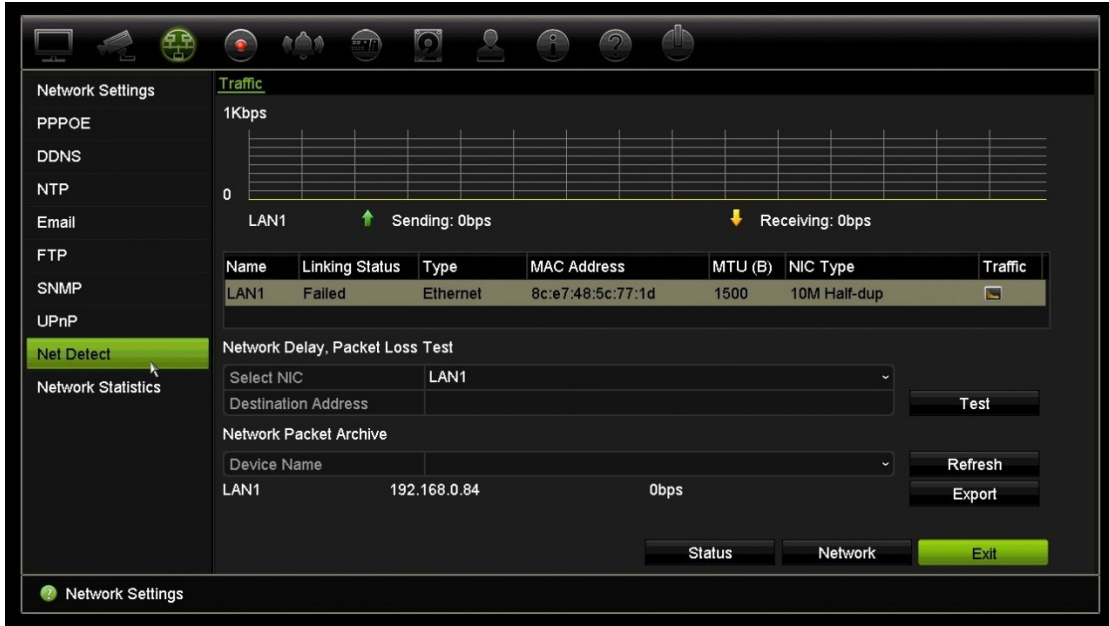 Network Settings
PPPOE
DDNS
NTP
Email
FTP
SNMP
UPnP
Net Detect
Network Statistics
Traffic
1Kbps
0
LAN1 Sending: 0bps Receiving: 0bps
Name Linking Status Type MAC Address MTU (B) NIC Type Traffic
LAN1 Failed Ethernet 8c:e7:48:5c:77:1d 1500 10M Half-dup
Network Delay, Packet Loss Test
Select NIC LAN1
Destination Address Test
Network Packet Archive
Device Name Refresh
LAN1 192.168.0.84 0bps Export
Status Network Exit
Network Settings